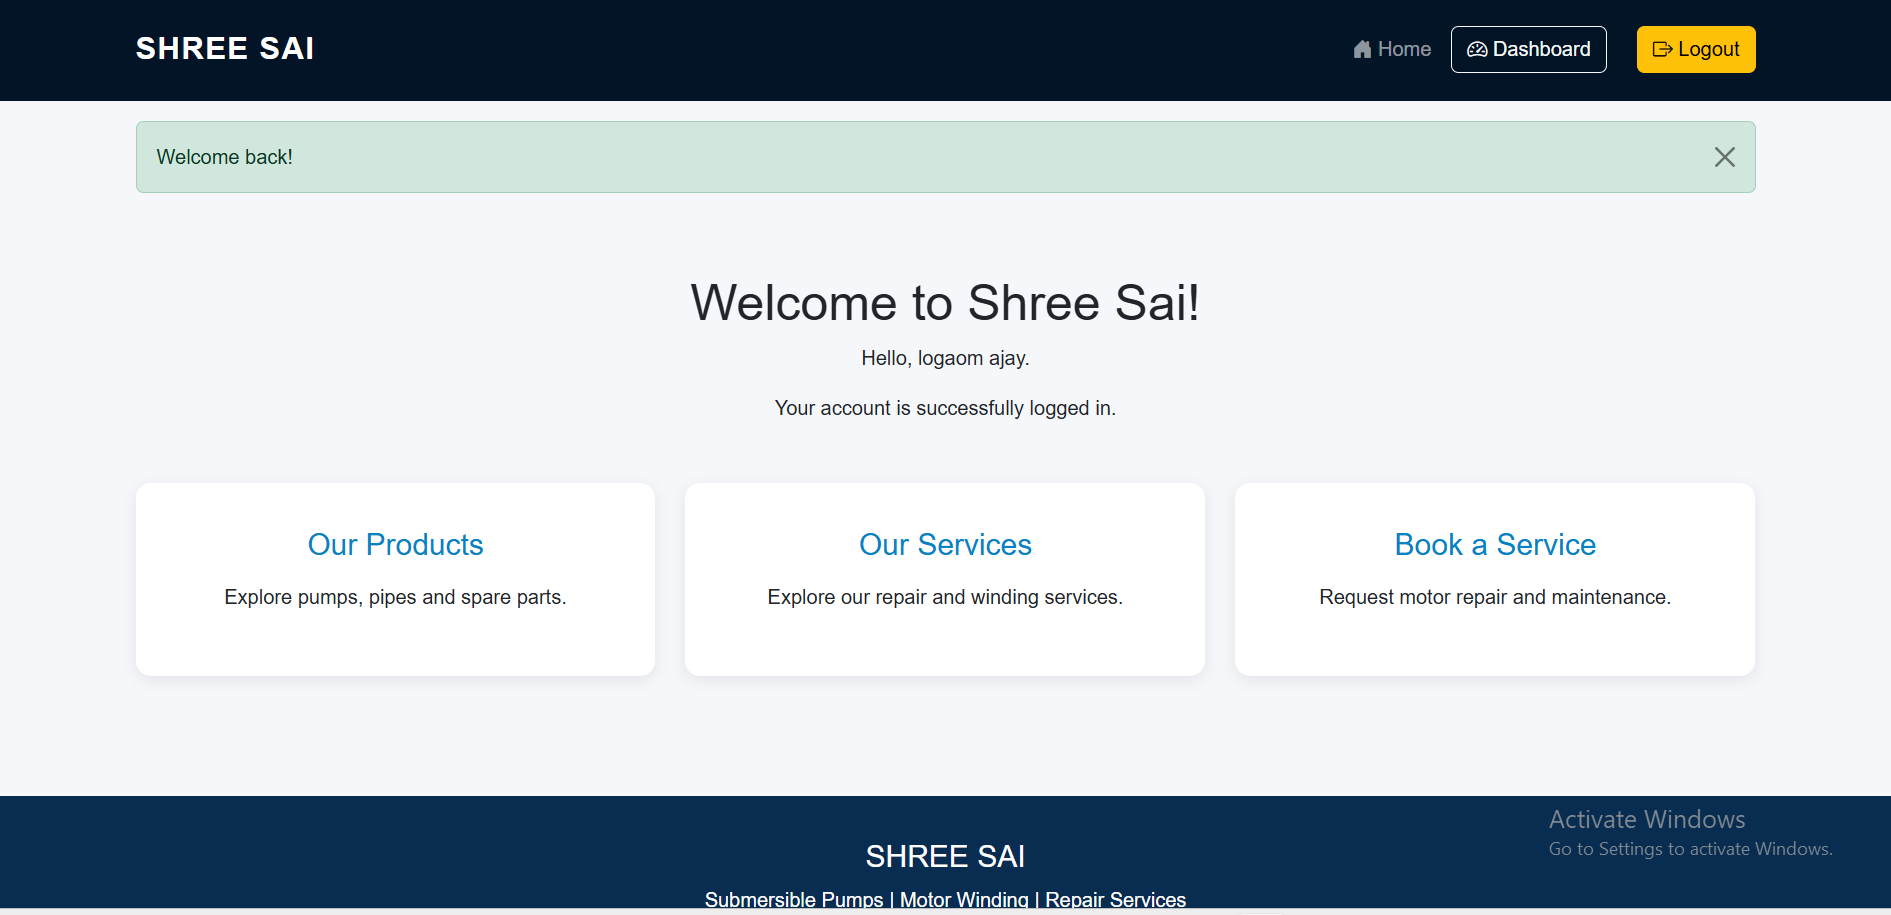 SHREE SAI
Home
Dashboard
Logout
Welcome back!
Welcome to Shree Sai!
Hello, logaom ajay.
Your account is successfully logged in.
Our Products
Explore pumps, pipes and spare parts.
Our Services
Explore our repair and winding services.
Book a Service
Request motor repair and maintenance.
Activate Windows
Go to Settings to activate Windows.
SHREE SAI
Submersible Pumps | Motor Winding | Repair Services